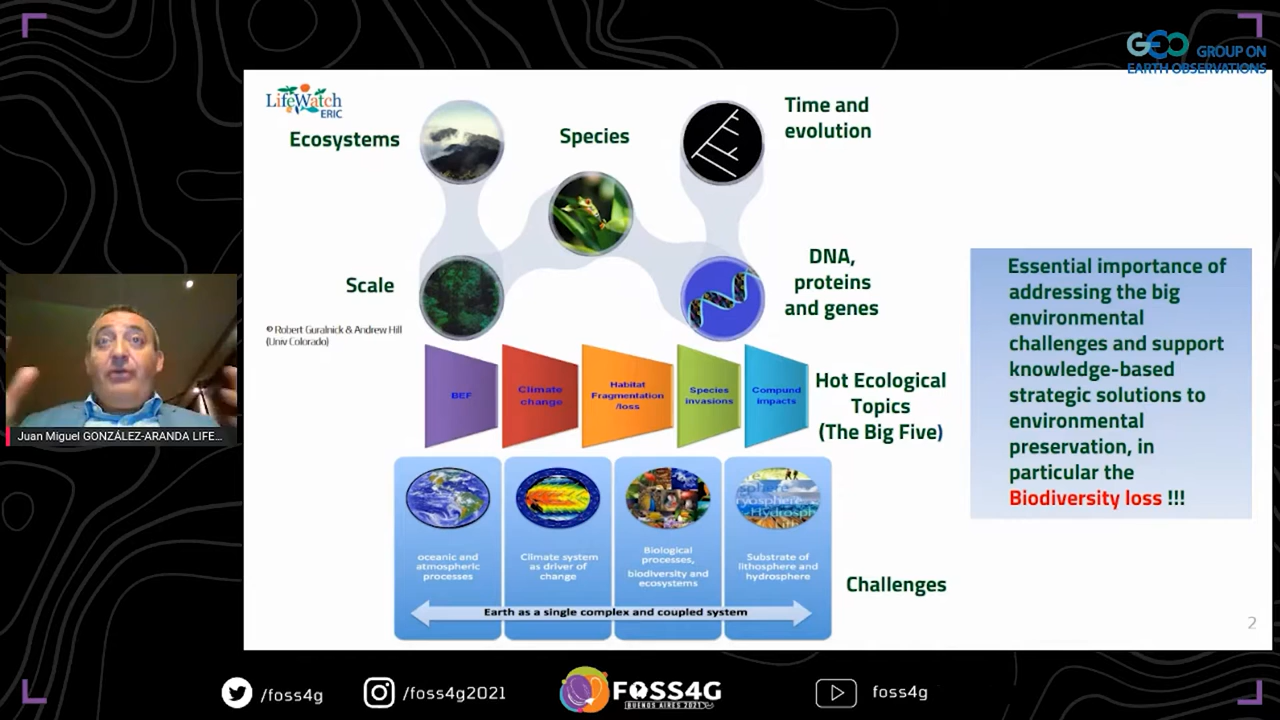 GEO GROUP ON
EARTH OBSERVATIONS
LifeWatch
ERIC
Ecosystems
Species
Time and
evolution
Scale
DNA,
proteins
and genes
© Robert Guralnick & Andrew Hill
(Univ Colorado)
BEF
Climate
change
Habitat
Fragmentation
/loss
Species
invasions
Compund
impacts
Hot Ecological
Topics
(The Big Five)
oceanic and
atmospheric
processes
Climate system
as driver of
change
Biological
processes,
biodiversity and
ecosystems
Substrate of
lithosphere and
hydrosphere
Challenges
Earth as a single complex and coupled system
Essential importance of
addressing the big
environmental
challenges and support
knowledge-based
strategic solutions to
environmental
preservation, in
particular the
Biodiversity loss !!!
2
Juan Miguel GONZÁLEZ-ARANDA LIFE...
/foss4g
/foss4g2021
FOSS4G
BUENOS AIRES 2021
foss4g